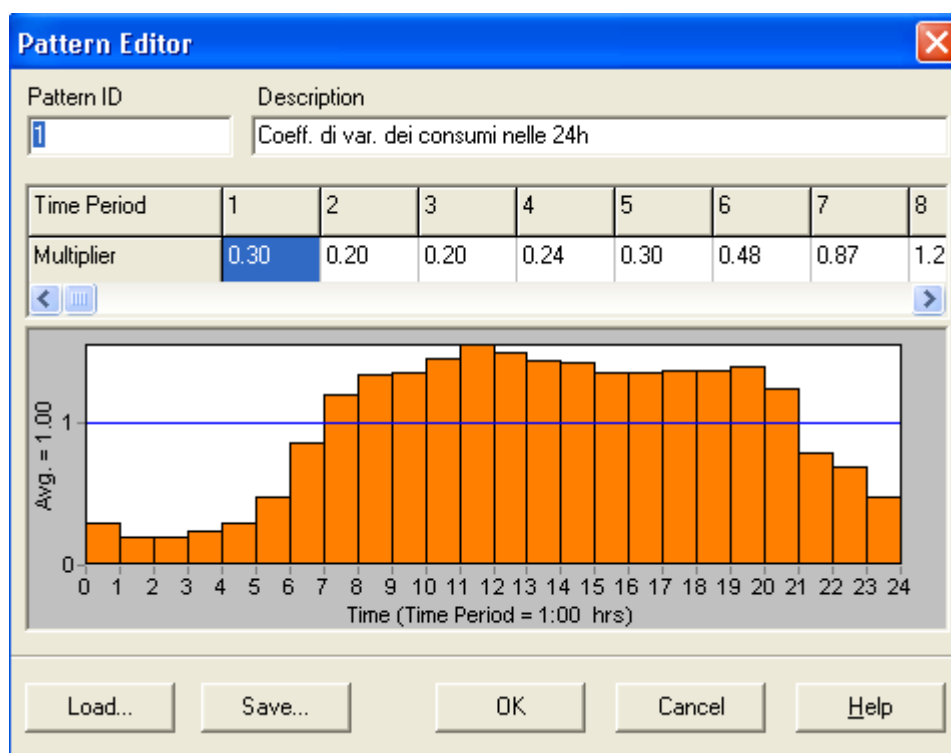 Pattern Editor
Pattern ID Description
1 Coeff. di var. dei consumi nelle 24h
Time Period 1 2 3 4 5 6 7 8
Multiplier 0.30 0.20 0.20 0.24 0.30 0.48 0.87 1.2
Avg. = 1.00
1
0
0 1 2 3 4 5 6 7 8 9 10 11 12 13 14 15 16 17 18 19 20 21 22 23 24
Time (Time Period = 1:00 hrs)
Load... Save... OK Cancel Help